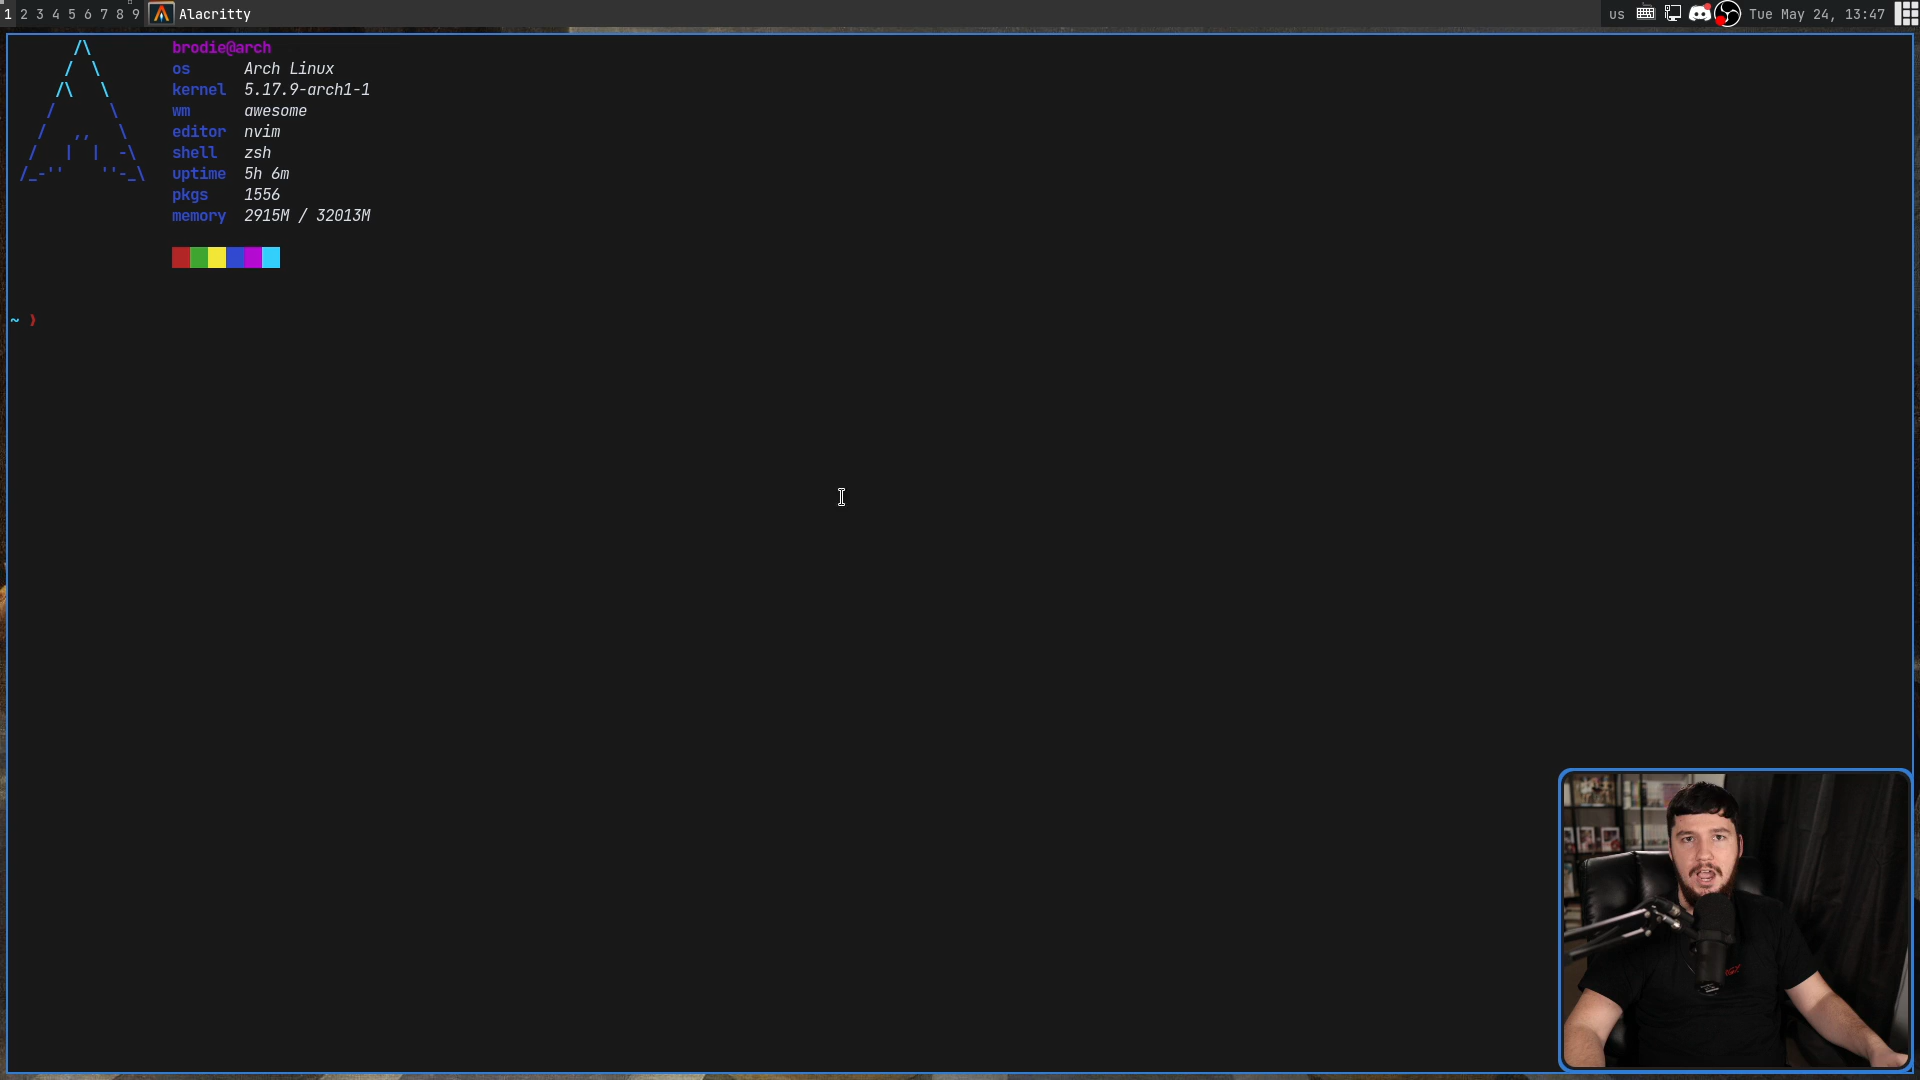 1 2 3 4 5 6 7 8 9 Alacritty us Tue May 24, 13:47
brodie@arch
os Arch Linux
kernel 5.17.9-arch1-1
wm awesome
editor nvim
shell zsh
uptime 5h 6m
pkgs 1556
memory 2915M / 32013M
~ ❯